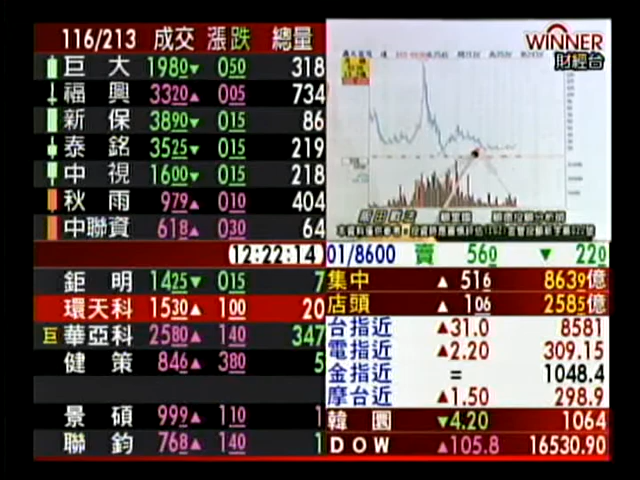 116/213 成交 漲跌 總量
WINNER
財經台
巨大 1980▼ 050 318
福興 3320▲ 005 734
新保 3890▼ 015 86
泰銘 3525▼ 015 219
中視 1600▼ 015 218
秋雨 979▲ 010 404
中聯資 618▲ 030 64
12:22:14
01/8600 賣 560 ▼ 220
鉅明 1425▼ 015 7
集中 ▲ 516 8639億
環天科 1530▲ 100 20
店頭 ▲ 106 2585億
巨 華亞科 2580▲ 140 347
台指近 ▲31.0 8581
健策 846▲ 380 5
電指近 ▲2.20 309.15
金指近 = 1048.4
摩台近 ▲1.50 298.9
景碩 999▲ 110 1
韓圜 ▼4.20 1064
聯鈞 768▲ 140 1
DOW ▲105.8 16530.90